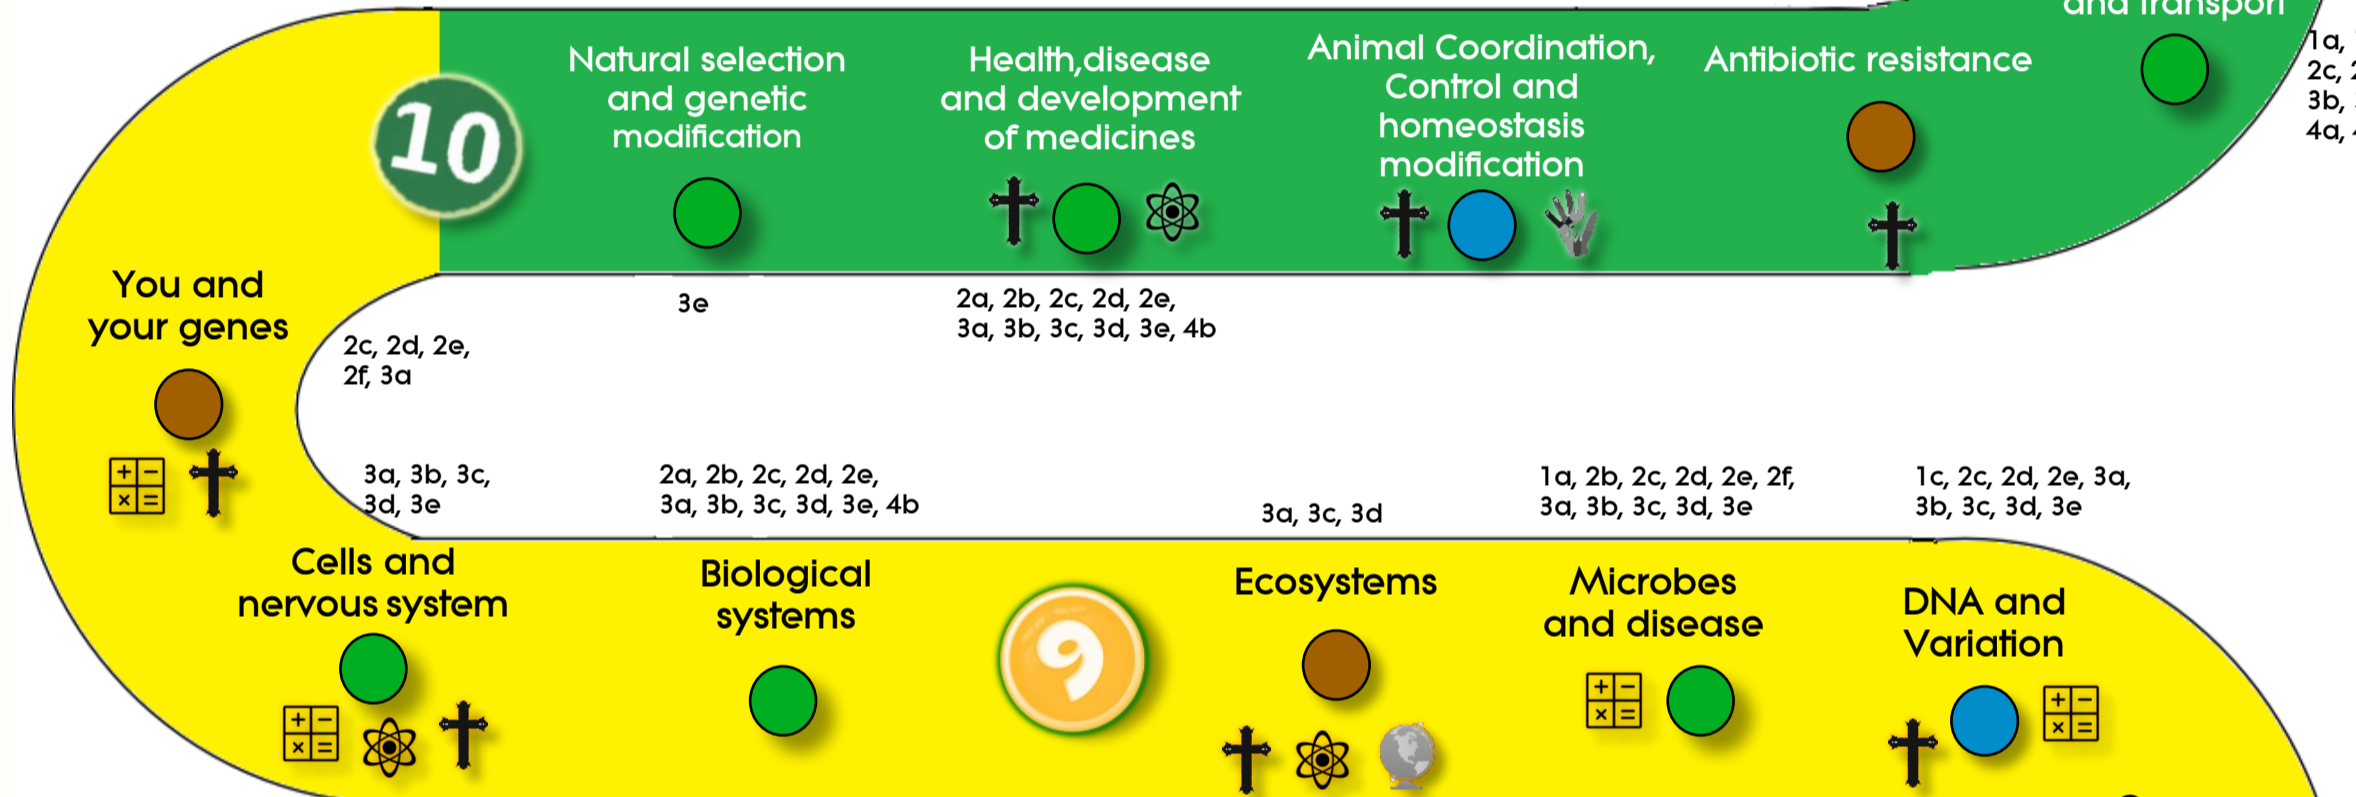 and transport
1a,
2c, 2
3b,
4a, 4
10
Natural selection
and genetic
modification
Health,disease
and development
of medicines
Animal Coordination,
Control and
homeostasis
modification
Antibiotic resistance
3e
2a, 2b, 2c, 2d, 2e,
3a, 3b, 3c, 3d, 3e, 4b
You and
your genes
2c, 2d, 2e,
2f, 3a
3a, 3b, 3c,
3d, 3e
2a, 2b, 2c, 2d, 2e,
3a, 3b, 3c, 3d, 3e, 4b
3a, 3c, 3d
1a, 2b, 2c, 2d, 2e, 2f,
3a, 3b, 3c, 3d, 3e
1c, 2c, 2d, 2e, 3a,
3b, 3c, 3d, 3e
Cells and
nervous system
Biological
systems
9
Ecosystems
Microbes
and disease
DNA and
Variation